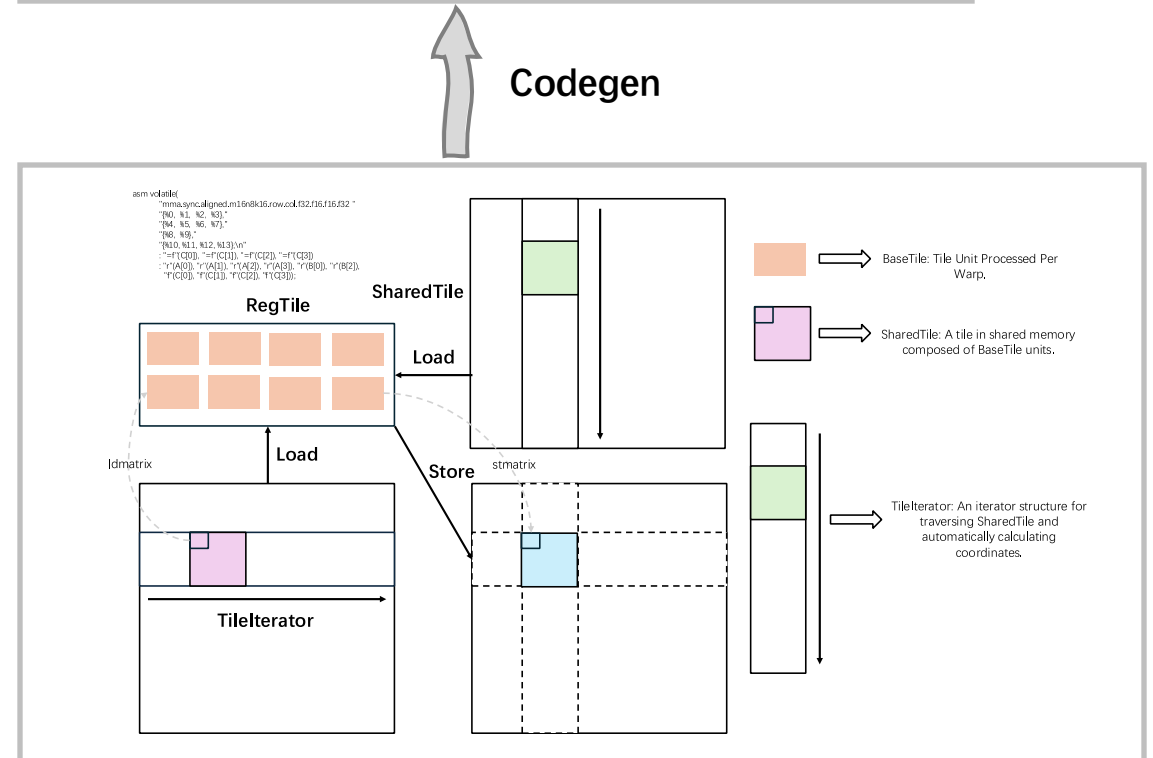 Codegen
asm volatile(
"mma.sync.aligned.m16n8k16.row.col.f32.f16.f16.f32 "
"{%0, %1, %2, %3},"
"{%4, %5, %6, %7},"
"{%8, %9},"
"{%10, %11, %12, %13};\n"
: "=f"(C[0]), "=f"(C[1]), "=f"(C[2]), "=f"(C[3])
: "r"(A[0]), "r"(A[1]), "r"(A[2]), "r"(A[3]), "r"(B[0]), "r"(B[2]),
"f"(C[0]), "f"(C[1]), "f"(C[2]), "f"(C[3]));
RegTile
SharedTile
Load
ldmatrix
Load
Store
stmatrix
TileIterator
BaseTile: Tile Unit Processed Per
Warp.
SharedTile: A tile in shared memory
composed of BaseTile units.
TileIterator: An iterator structure for
traversing SharedTile and
automatically calculating
coordinates.